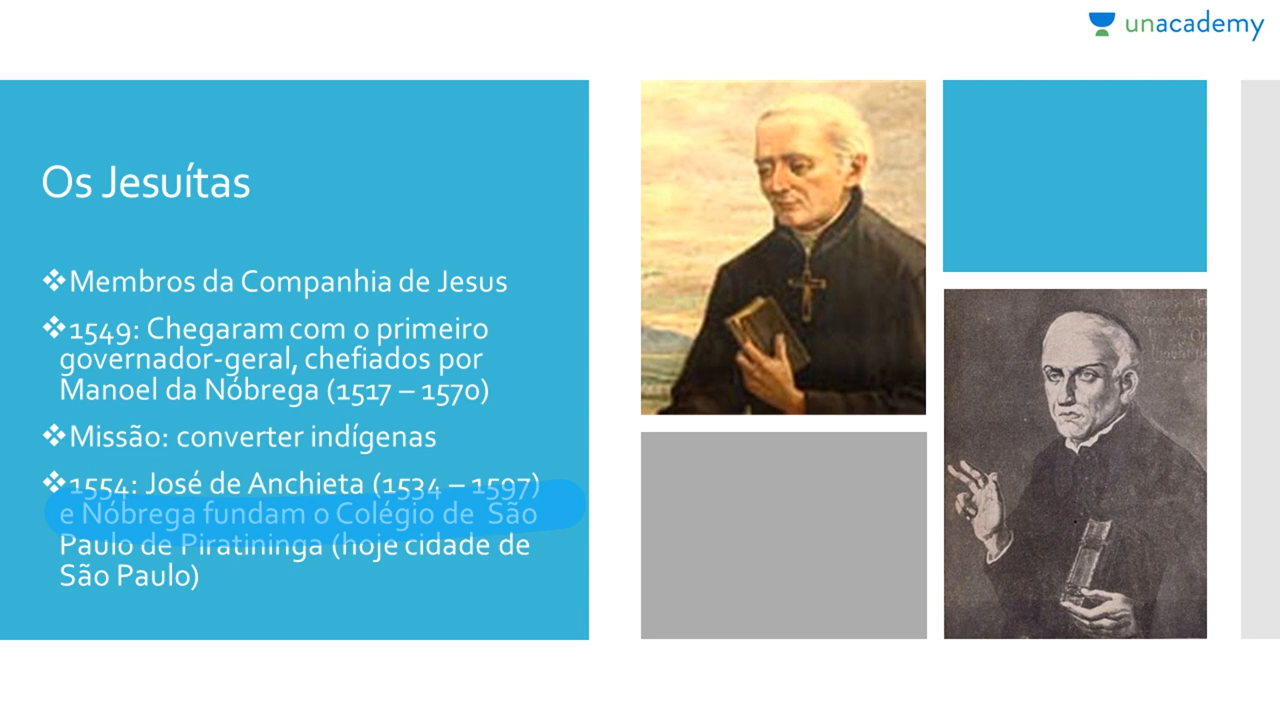 unacademy
Os Jesuítas
❖Membros da Companhia de Jesus
❖1549: Chegaram com o primeiro
governador-geral, chefiados por
Manoel da Nóbrega (1517 – 1570)
❖Missão: converter indígenas
❖1554: José de Anchieta (1534 – 1597)
e Nóbrega fundam o Colégio de São
Paulo de Piratininga (hoje cidade de
São Paulo)